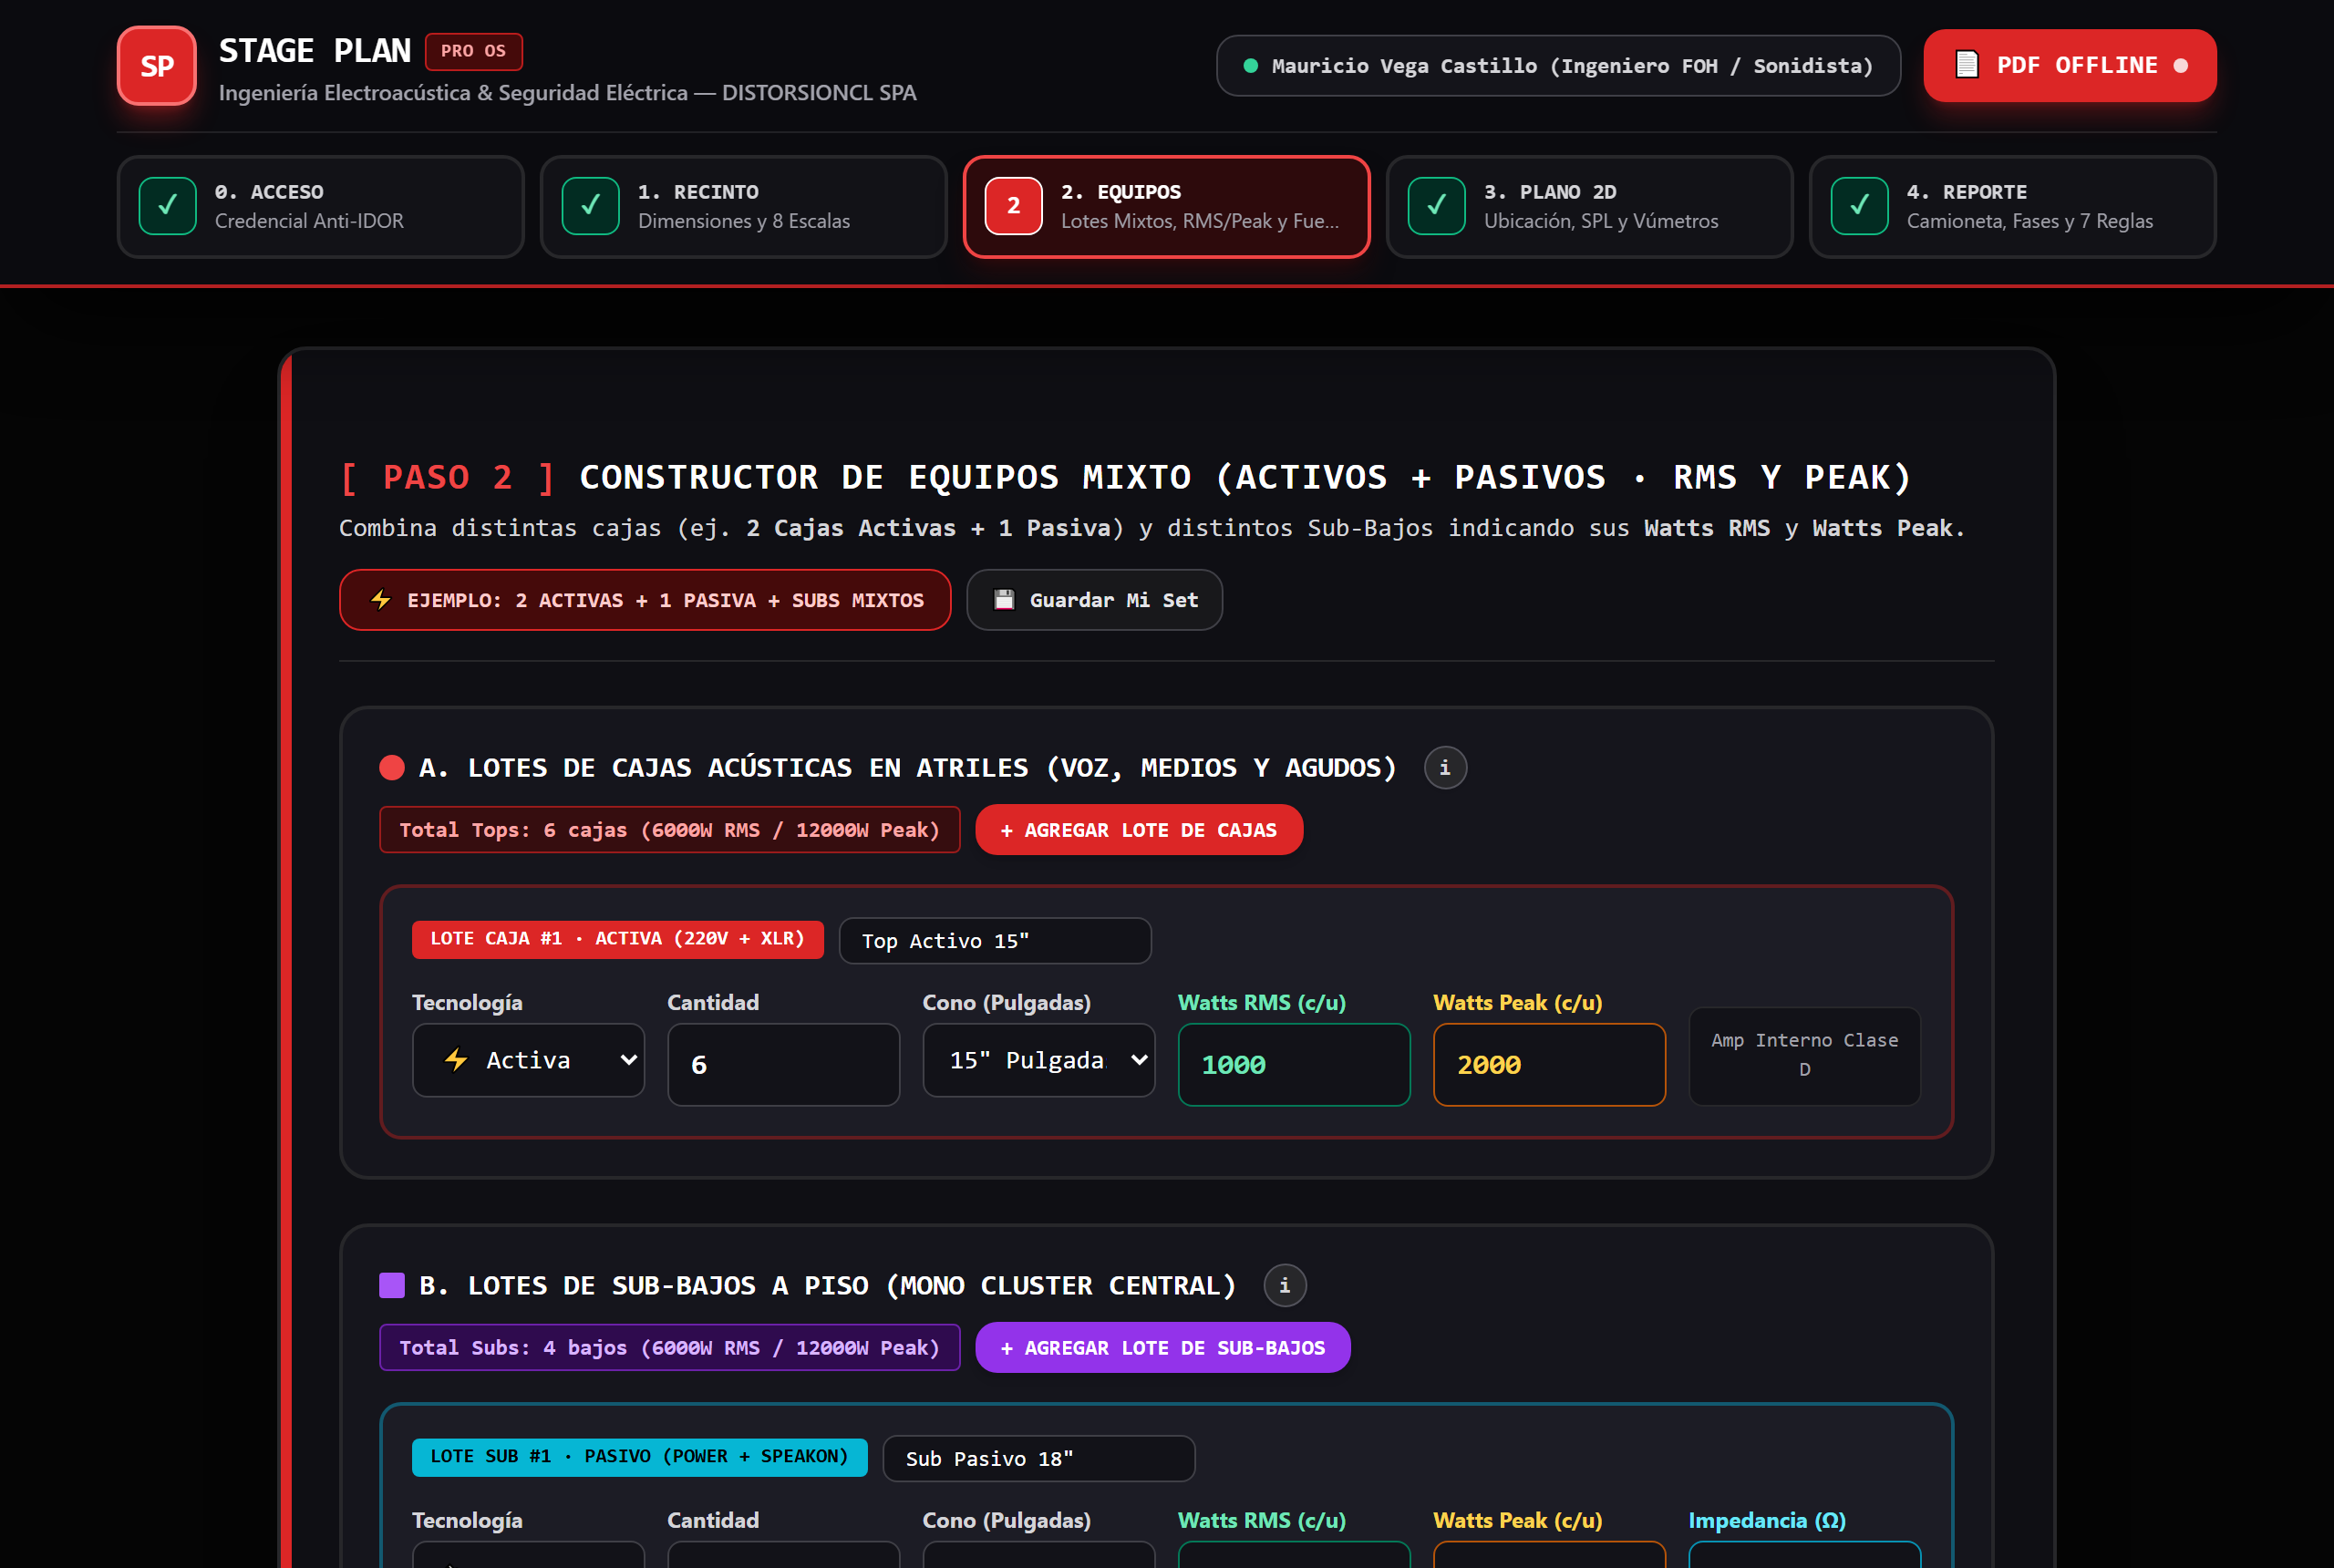 SP
STAGE PLAN PRO OS
Ingeniería Electroacústica & Seguridad Eléctrica — DISTORSIONCL SPA
Mauricio Vega Castillo (Ingeniero FOH / Sonidista)
PDF OFFLINE
✓ 0. ACCESO
Credencial Anti-IDOR
✓ 1. RECINTO
Dimensiones y 8 Escalas
2 2. EQUIPOS
Lotes Mixtos, RMS/Peak y Fue...
✓ 3. PLANO 2D
Ubicación, SPL y Vúmetros
✓ 4. REPORTE
Camioneta, Fases y 7 Reglas
[ PASO 2 ] CONSTRUCTOR DE EQUIPOS MIXTO (ACTIVOS + PASIVOS · RMS Y PEAK)
Combina distintas cajas (ej. 2 Cajas Activas + 1 Pasiva) y distintos Sub-Bajos indicando sus Watts RMS y Watts Peak.
⚡ EJEMPLO: 2 ACTIVAS + 1 PASIVA + SUBS MIXTOS
Guardar Mi Set
A. LOTES DE CAJAS ACÚSTICAS EN ATRILES (VOZ, MEDIOS Y AGUDOS) i
Total Tops: 6 cajas (6000W RMS / 12000W Peak)
+ AGREGAR LOTE DE CAJAS
LOTE CAJA #1 · ACTIVA (220V + XLR)
Top Activo 15"
Tecnología
⚡ Activa
Cantidad
6
Cono (Pulgadas)
15" Pulgada
Watts RMS (c/u)
1000
Watts Peak (c/u)
2000
Amp Interno Clase
D
B. LOTES DE SUB-BAJOS A PISO (MONO CLUSTER CENTRAL) i
Total Subs: 4 bajos (6000W RMS / 12000W Peak)
+ AGREGAR LOTE DE SUB-BAJOS
LOTE SUB #1 · PASIVO (POWER + SPEAKON)
Sub Pasivo 18"
Tecnología
Cantidad
Cono (Pulgadas)
Watts RMS (c/u)
Watts Peak (c/u)
Impedancia (Ω)